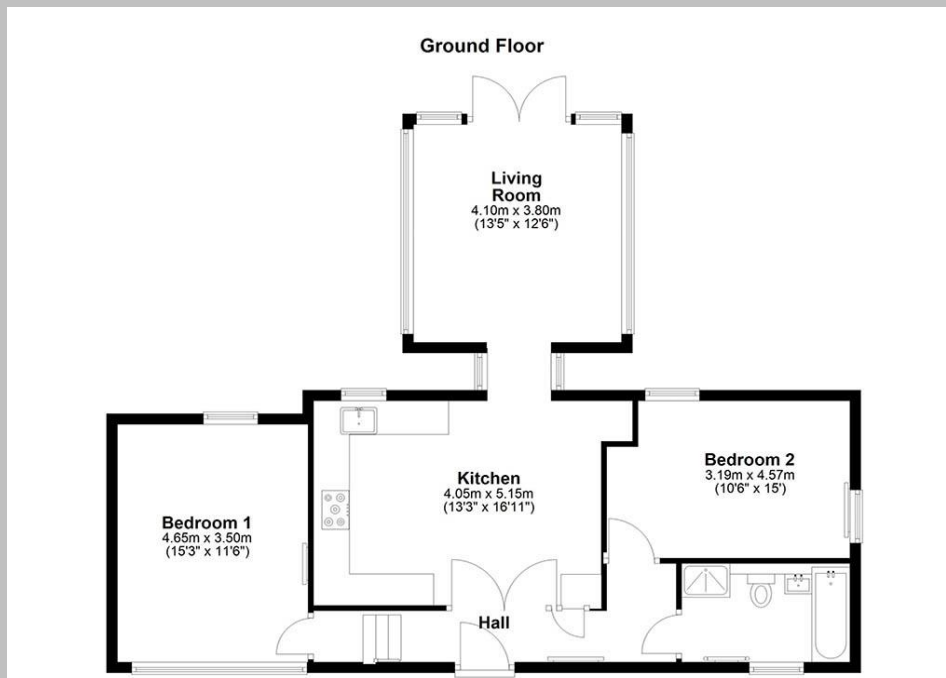 Ground Floor
Living
Room
4.10m x 3.80m
(13'5" x 12'6")
Kitchen
4.05m x 5.15m
(13'3" x 16'11")
Bedroom 2
3.19m x 4.57m
(10'6" x 15')
Bedroom 1
4.65m x 3.50m
(15'3" x 11'6")
Hall